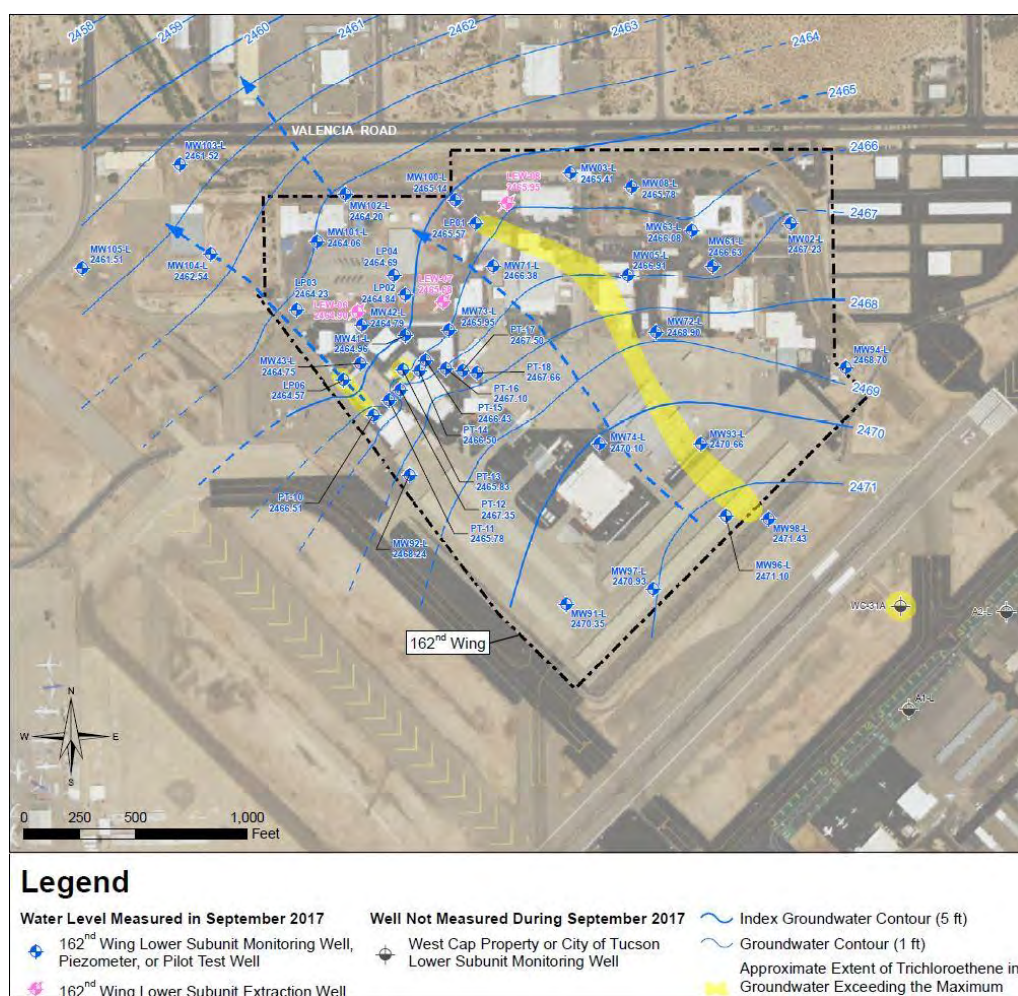 2458
2459
2460
2461
2462
2463
2464
2465
VALENCIA ROAD
MW103-L
2461.52
MW100-L
2465.14
LEW-08
2465.95
MW03-L
2465.41
MW08-L
2465.78
2466
MW102-L
2464.20
LP01
2465.57
MW63-L
2466.08
MW61-L
2466.63
2467
MW02-L
2467.23
MW101-L
2464.06
MW105-L
2461.51
MW104-L
2462.54
LP04
2464.69
MW71-L
2466.38
MW05-L
2466.91
LP03
2464.23
LP02
2464.84
LEW-07
2468
MW42-L
2464.79
MW73-L
2465.95
MW72-L
2468.90
PT-17
2467.50
MW41-L
2464.96
MW43-L
2464.75
PT-18
2467.66
MW94-L
2468.70
LP06
2464.57
PT-16
2467.10
2469
PT-15
2466.43
PT-14
2466.50
2470
MW74-L
2470.10
MW93-L
2470.66
PT-13
2465.83
2471
PT-10
2466.51
PT-12
2467.35
PT-11
2465.78
MW98-L
2471.43
MW92-L
2468.24
MW96-L
2471.10
MW97-L
2470.93
MW91-L
2470.35
WC-31A
A2-L
162nd Wing
A1-L
N
W E
S
0 250 500 1,000
Feet
Legend
Water Level Measured in September 2017
162nd Wing Lower Subunit Monitoring Well,
Piezometer, or Pilot Test Well
162nd Wing Lower Subunit Extraction Well
Well Not Measured During September 2017
West Cap Property or City of Tucson
Lower Subunit Monitoring Well
Index Groundwater Contour (5 ft)
Groundwater Contour (1 ft)
Approximate Extent of Trichloroethene in
Groundwater Exceeding the Maximum